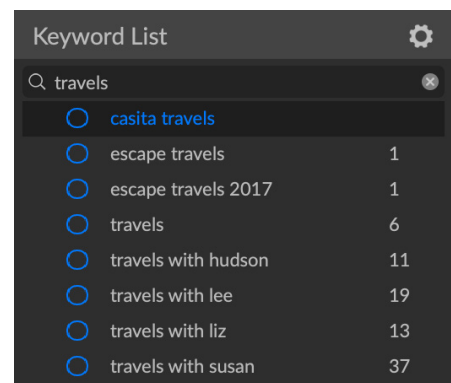 Keyword List
travels
casita travels
escape travels 1
escape travels 2017 1
travels 6
travels with hudson 11
travels with lee 19
travels with liz 13
travels with susan 37